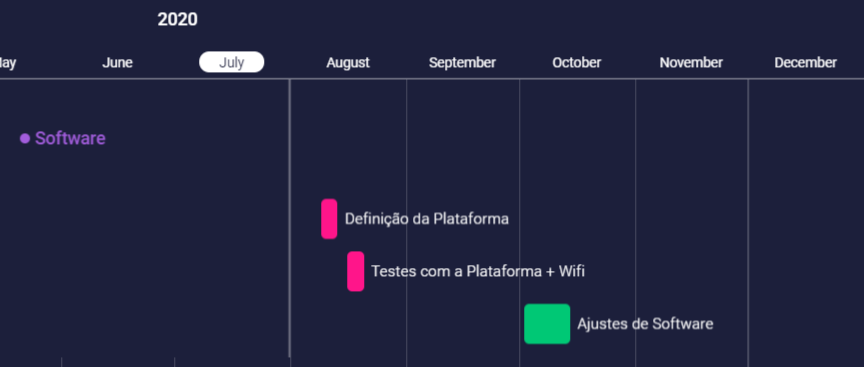 2020
June
July
August
September
October
November
December
Software
Definição da Plataforma
Testes com a Plataforma + Wifi
Ajustes de Software